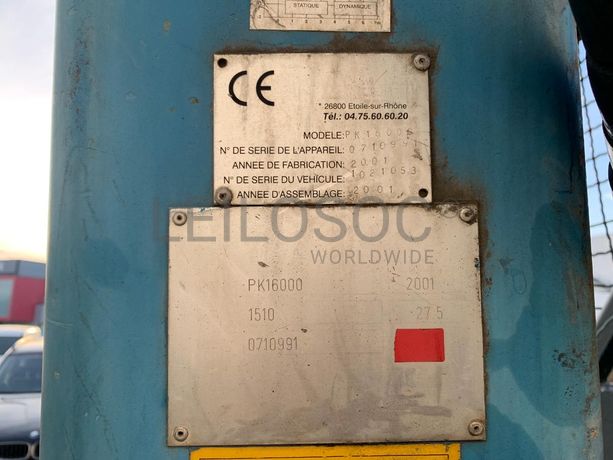 STATIQUE DYNAMIQUE
CE
26800 Etoile-sur-Rhône
Tél.: 04.75.60.60.20
MODELE: PK16000
N° DE SERIE DE L'APPAREIL: 0710991
ANNEE DE FABRICATION: 2001
N° DE SERIE DU VEHICULE: 1021053
ANNEE D'ASSEMBLAGE: 2001
LEILOSOC
WORLDWIDE
PK16000 2001
1510 27.5
0710991